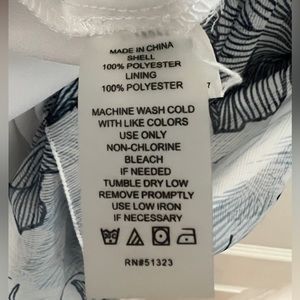 MADE IN CHINA
SHELL
100% POLYESTER
LINING
100% POLYESTER
7
MACHINE WASH COLD
WITH LIKE COLORS
USE ONLY
NON-CHLORINE
BLEACH
IF NEEDED
TUMBLE DRY LOW
REMOVE PROMPTLY
USE LOW IRON
IF NECESSARY
RN#51323